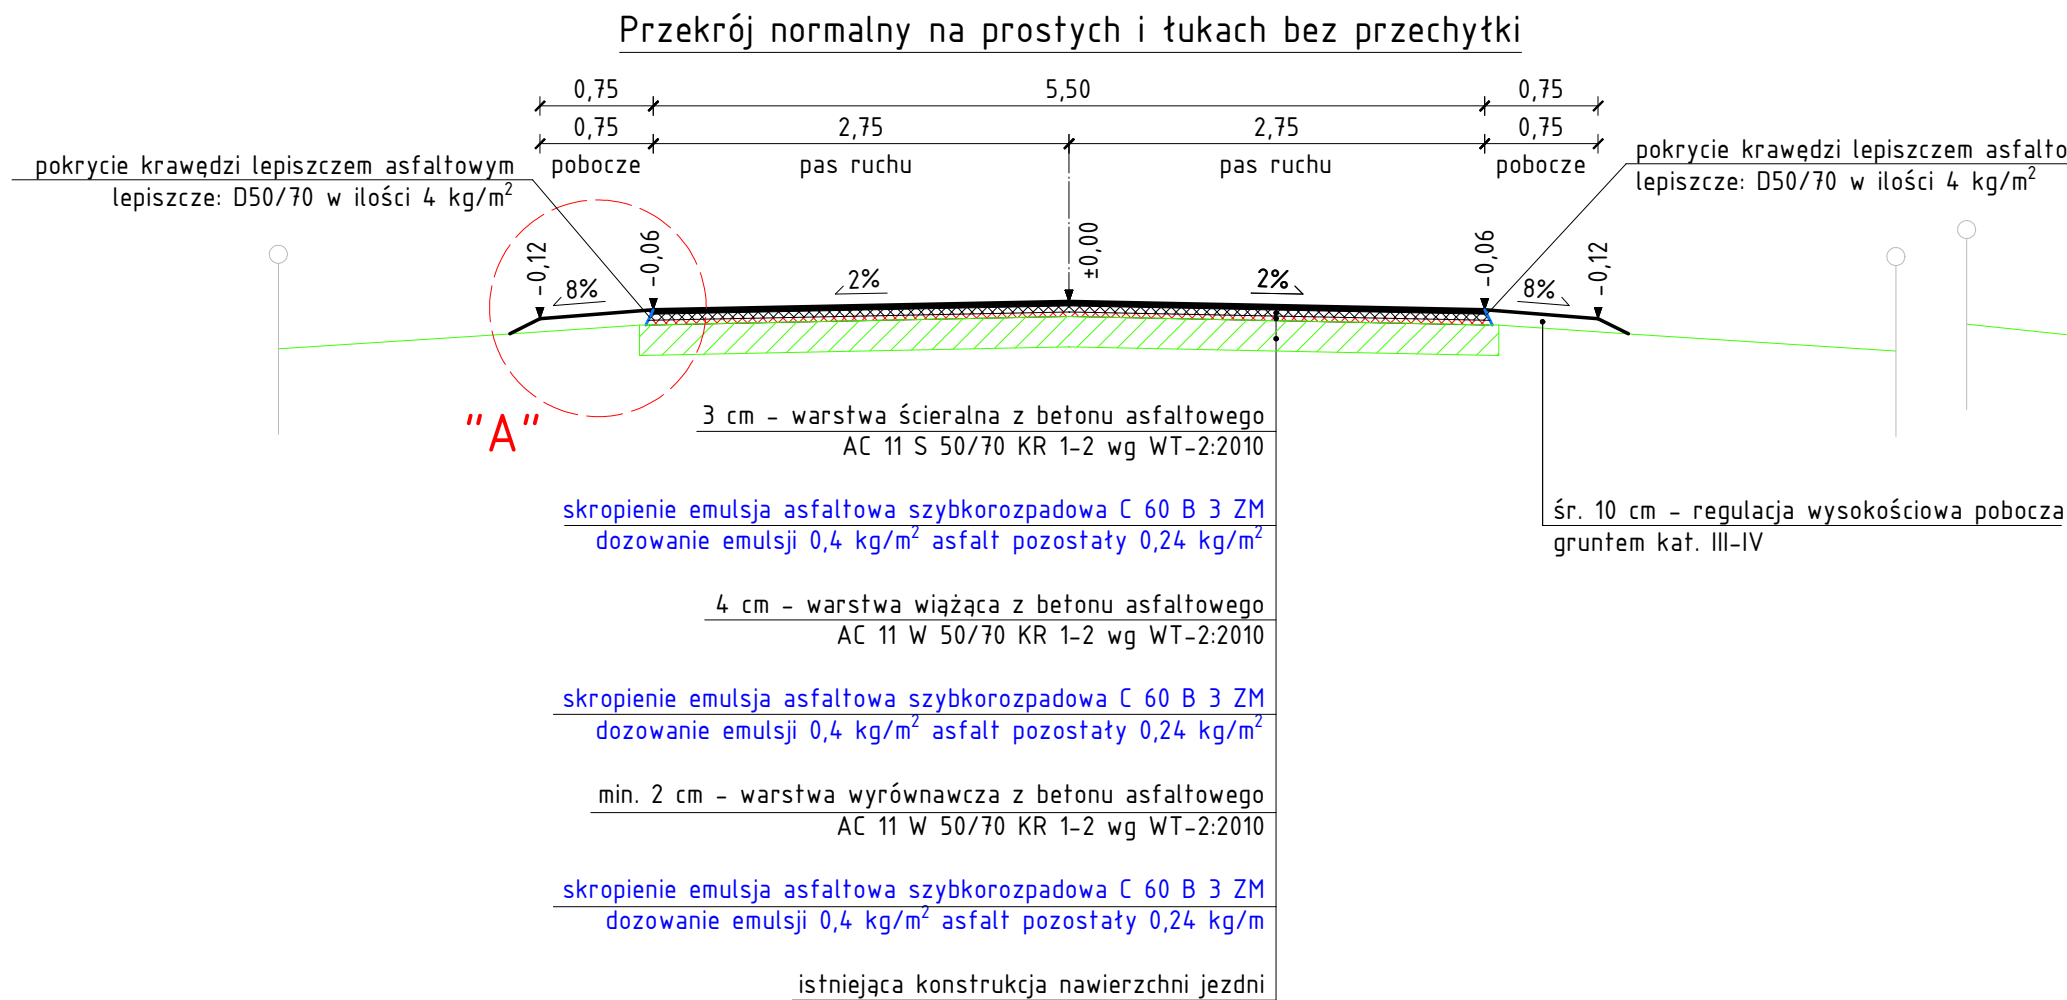 Przekrój normalny na prostych i łukach bez przechyłki
0,75 5,50 0,75
0,75 2,75 2,75 0,75
pobocze pas ruchu pas ruchu pobocze
pokrycie krawędzi lepiszczem asfaltowym
lepiszcze: D50/70 w ilości 4 kg/m²
pokrycie krawędzi lepiszczem asfalto
lepiszcze: D50/70 w ilości 4 kg/m²
-0,12 -0,06 ±0,00 -0,06 -0,12
8% 2% 2% 8%
"A"
3 cm - warstwa ścieralna z betonu asfaltowego
AC 11 S 50/70 KR 1-2 wg WT-2:2010
skropienie emulsja asfaltowa szybkorozpadowa C 60 B 3 ZM
dozowanie emulsji 0,4 kg/m² asfalt pozostały 0,24 kg/m²
śr. 10 cm - regulacja wysokościowa pobocza
gruntem kat. III-IV
4 cm - warstwa wiążąca z betonu asfaltowego
AC 11 W 50/70 KR 1-2 wg WT-2:2010
skropienie emulsja asfaltowa szybkorozpadowa C 60 B 3 ZM
dozowanie emulsji 0,4 kg/m² asfalt pozostały 0,24 kg/m²
min. 2 cm - warstwa wyrównawcza z betonu asfaltowego
AC 11 W 50/70 KR 1-2 wg WT-2:2010
skropienie emulsja asfaltowa szybkorozpadowa C 60 B 3 ZM
dozowanie emulsji 0,4 kg/m² asfalt pozostały 0,24 kg/m
istniejąca konstrukcja nawierzchni jezdni